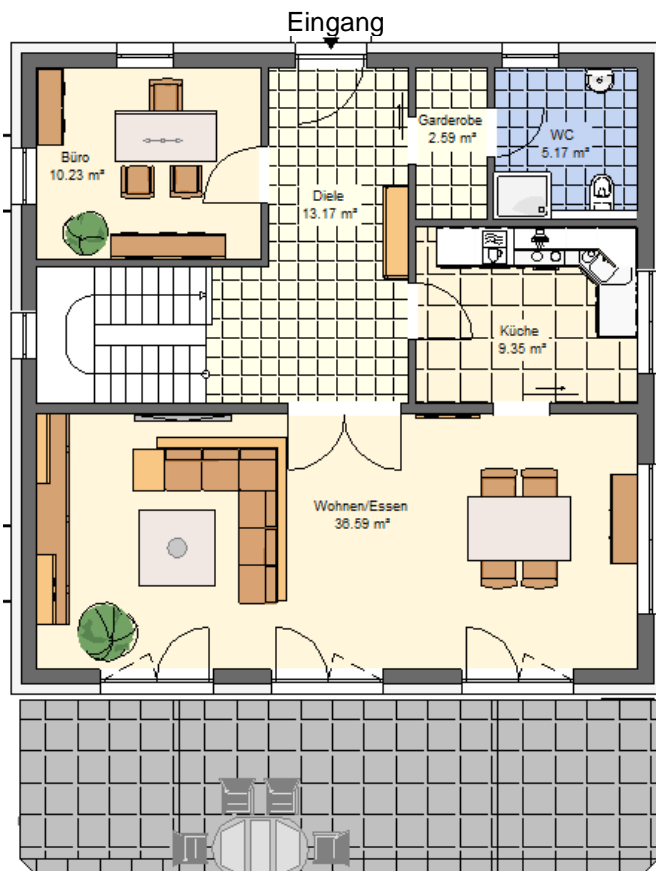 Eingang
Garderobe
2.59 m²
WC
5.17 m²
Büro
10.23 m²
Diele
13.17 m²
Küche
9.35 m²
Wohnen/Essen
36.59 m²